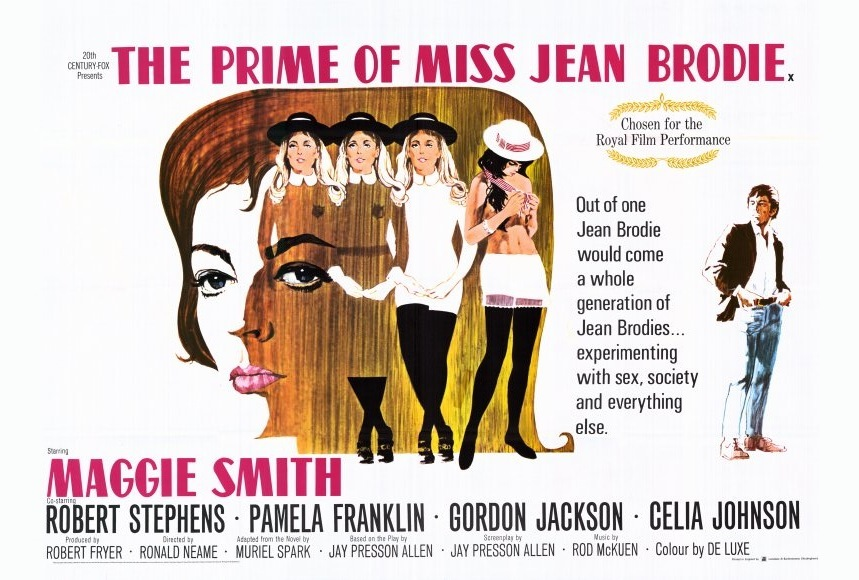 20th
CENTURY-FOX
Presents
THE PRIME OF MISS JEAN BRODIE x
Chosen for the
Royal Film Performance
Out of one
Jean Brodie
would come
a whole
generation of
Jean Brodies...
experimenting
with sex, society
and everything
else.
Starring
MAGGIE SMITH
Co-starring
ROBERT STEPHENS · PAMELA FRANKLIN · GORDON JACKSON · CELIA JOHNSON
Produced by Directed by Adapted from the Novel by Based on the Play by Screenplay by Music by
ROBERT FRYER · RONALD NEAME · MURIEL SPARK · JAY PRESSON ALLEN · JAY PRESSON ALLEN · ROD McKUEN · Colour by DE LUXE